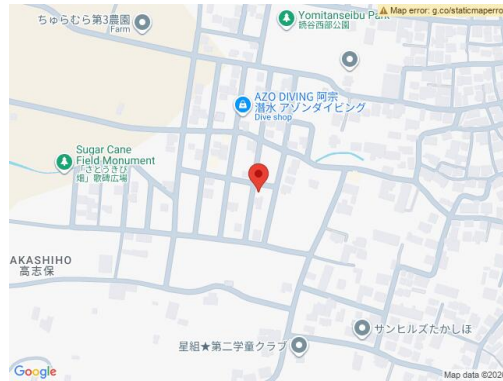 ちゅらむら第3農園
Farm
Yomitanseibu Park
読谷西部公園
Map error: g.co/staticmaperro
AZO DIVING 阿宗
潜水 アゾンダイビング
Dive shop
Sugar Cane
Field Monument
「さとうきび
畑」歌碑広場
AKASHIHO
高志保
サンヒルズたかしほ
星組★第二学童クラブ
Google
Map data ©202